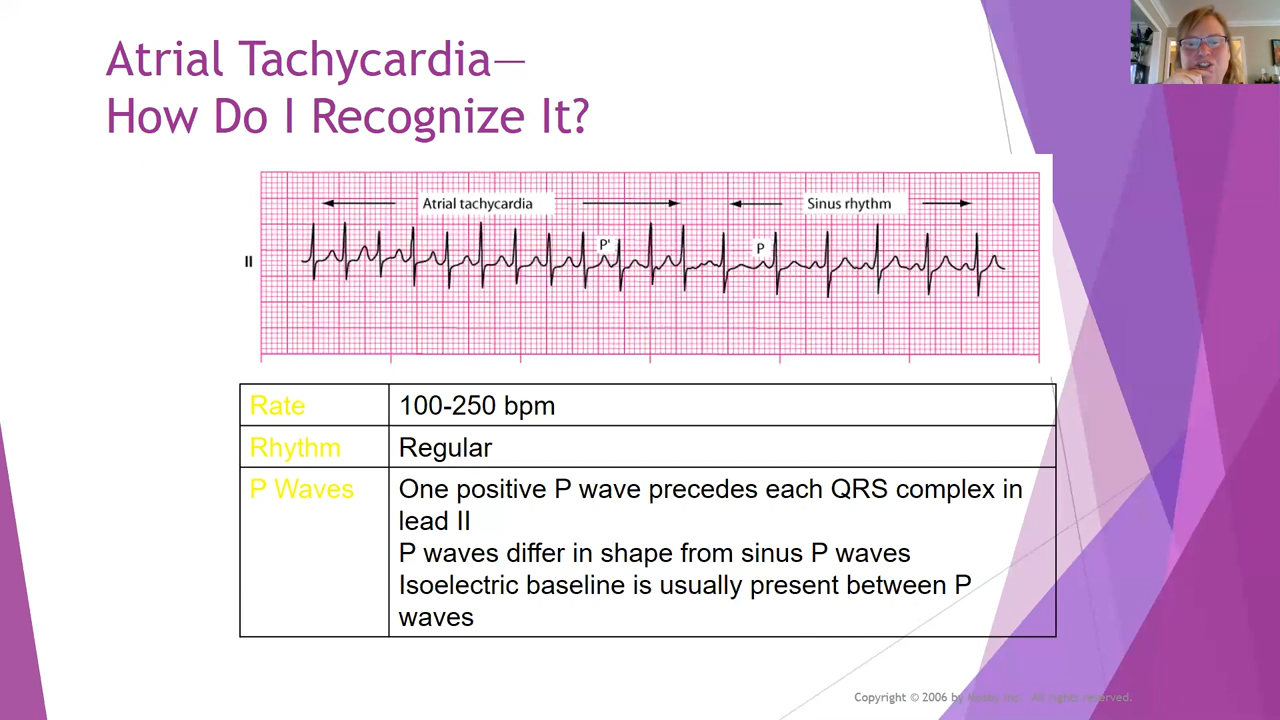 Atrial Tachycardia—
How Do I Recognize It?
Atrial tachycardia
Sinus rhythm
P'
P
II
Rate
100-250 bpm
Rhythm
Regular
P Waves
One positive P wave precedes each QRS complex in
lead II
P waves differ in shape from sinus P waves
Isoelectric baseline is usually present between P
waves
Copyright © 2006 by Mosby Inc. All rights reserved.